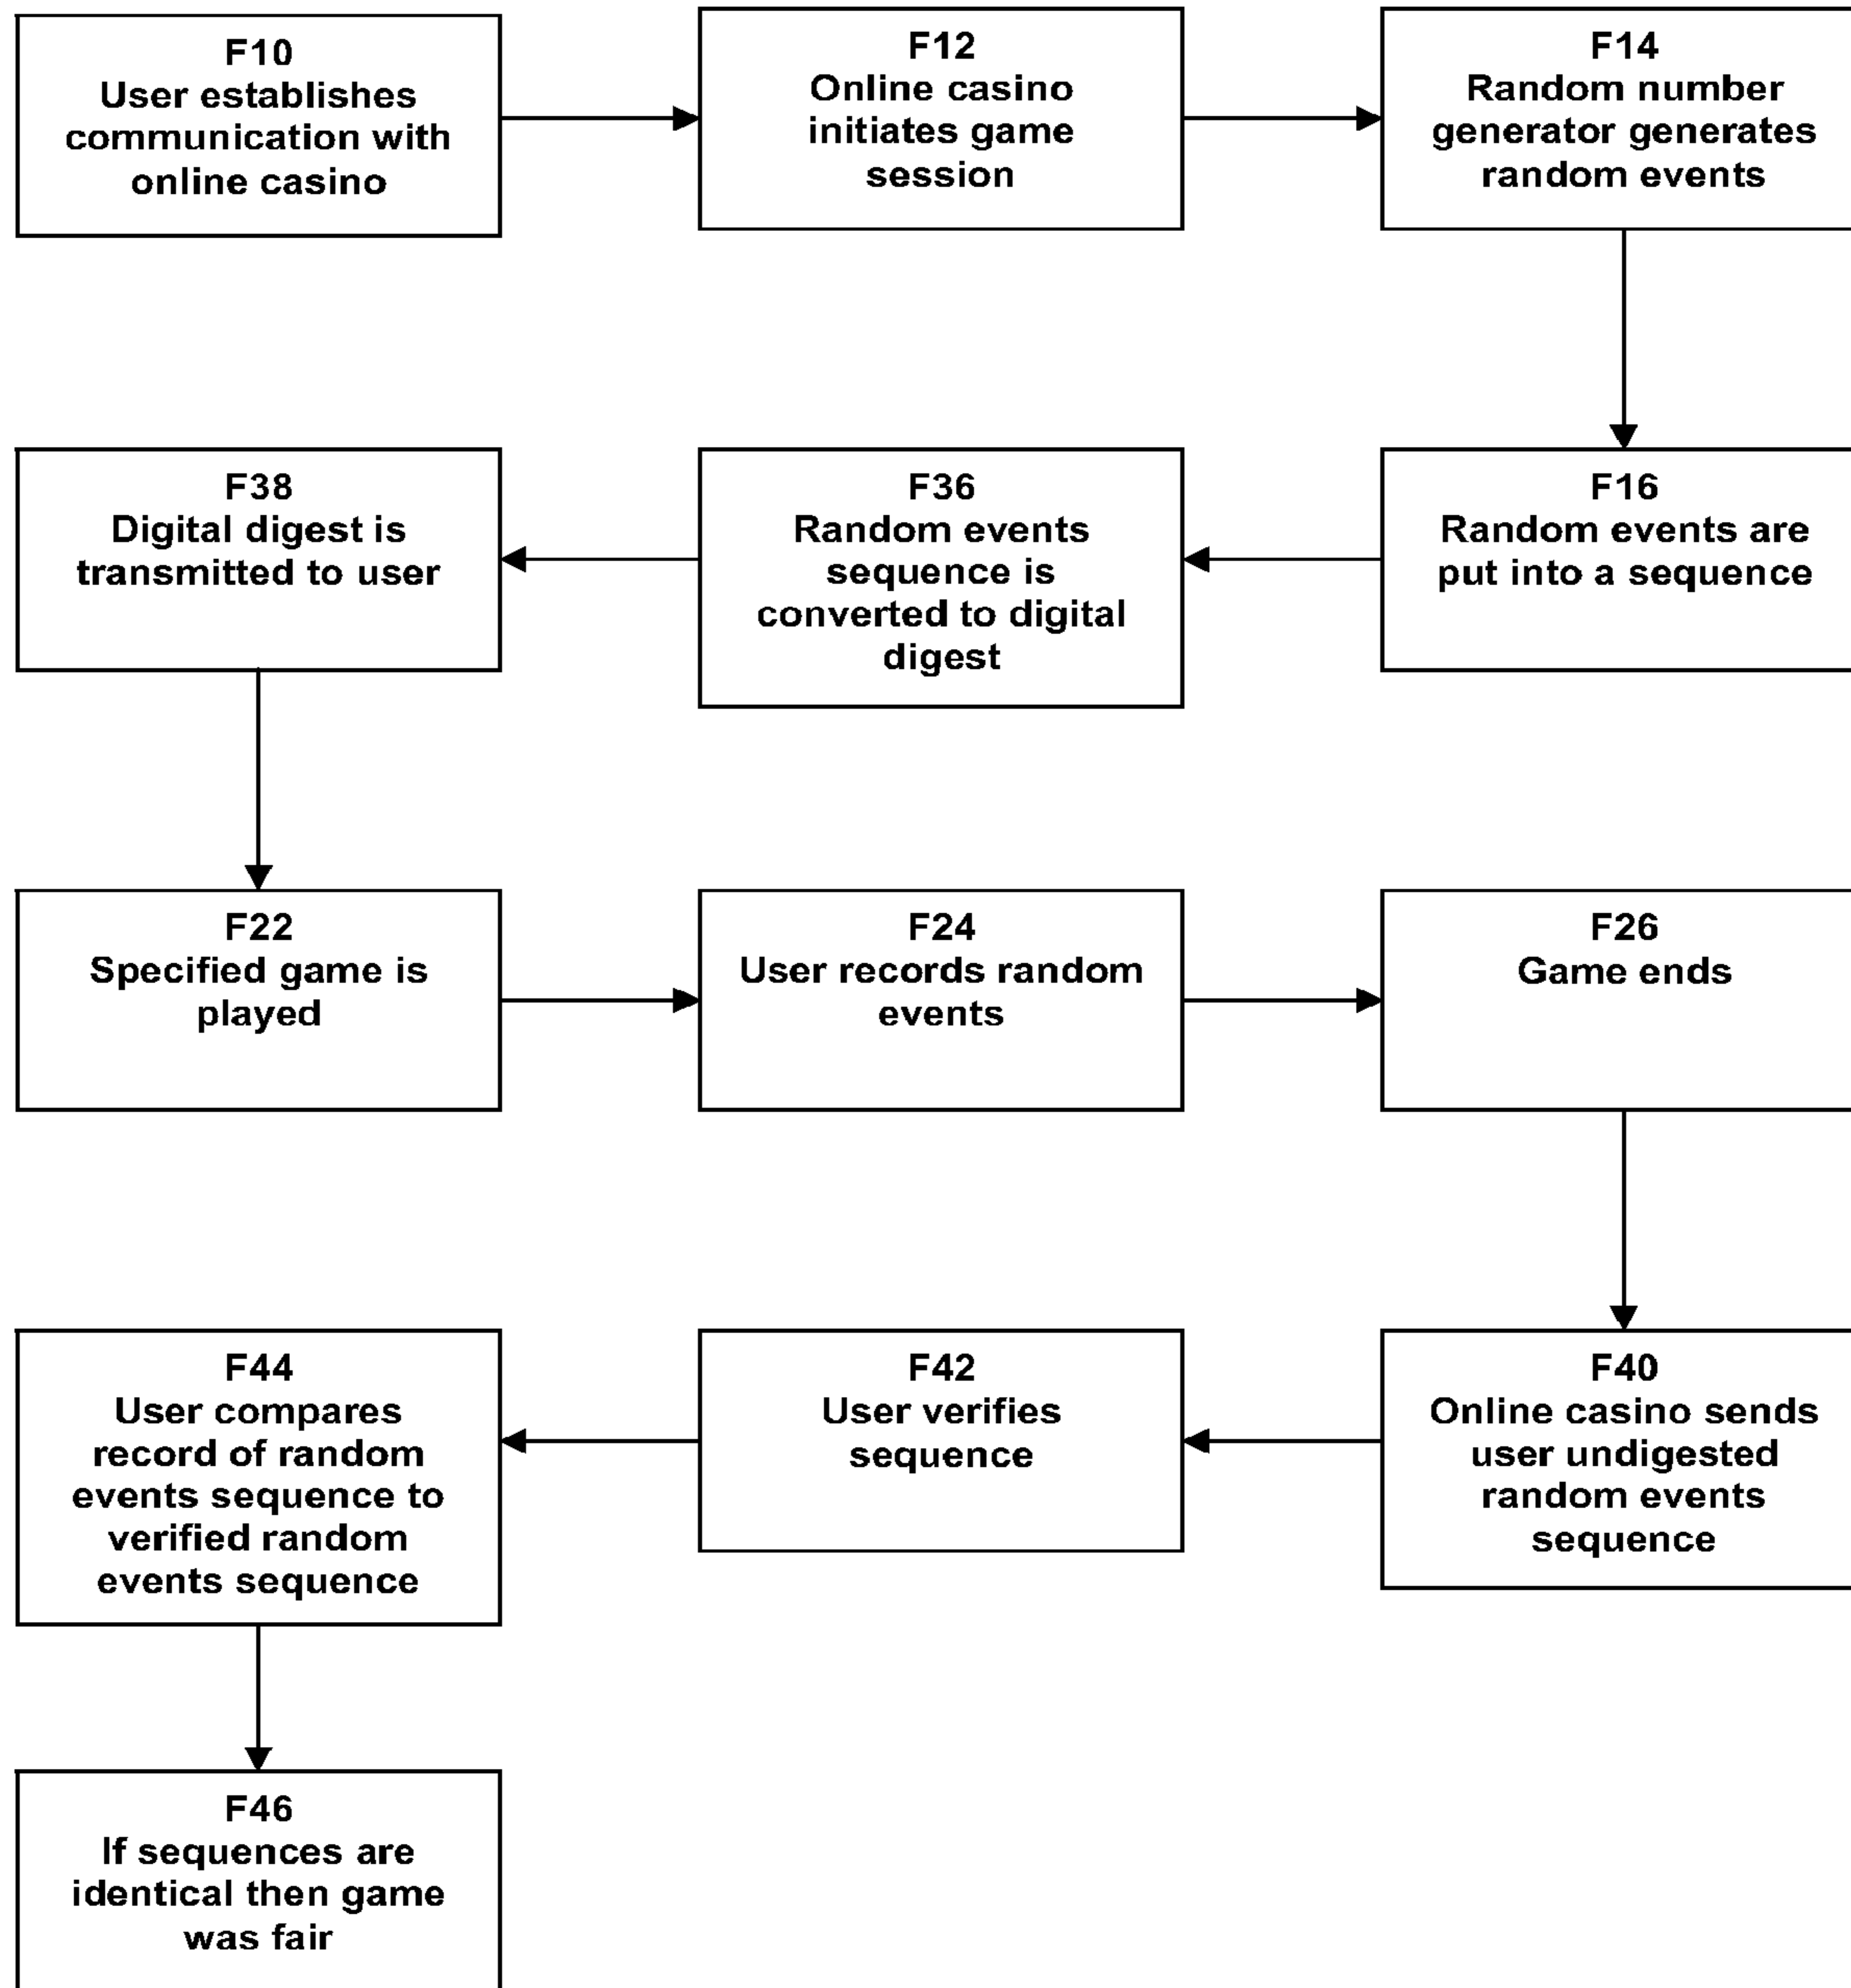 F10
User establishes
communication with
online casino
F12
Online casino
initiates game
session
F14
Random number
generator generates
random events
F38
Digital digest is
transmitted to user
F36
Random events
sequence is
converted to digital
digest
F16
Random events are
put into a sequence
F22
Specified game is
played
F24
User records random
events
F26
Game ends
F44
User compares
record of random
events sequence to
verified random
events sequence
F42
User verifies
sequence
F40
Online casino sends
user undigested
random events
sequence
F46
If sequences are
identical then game
was fair